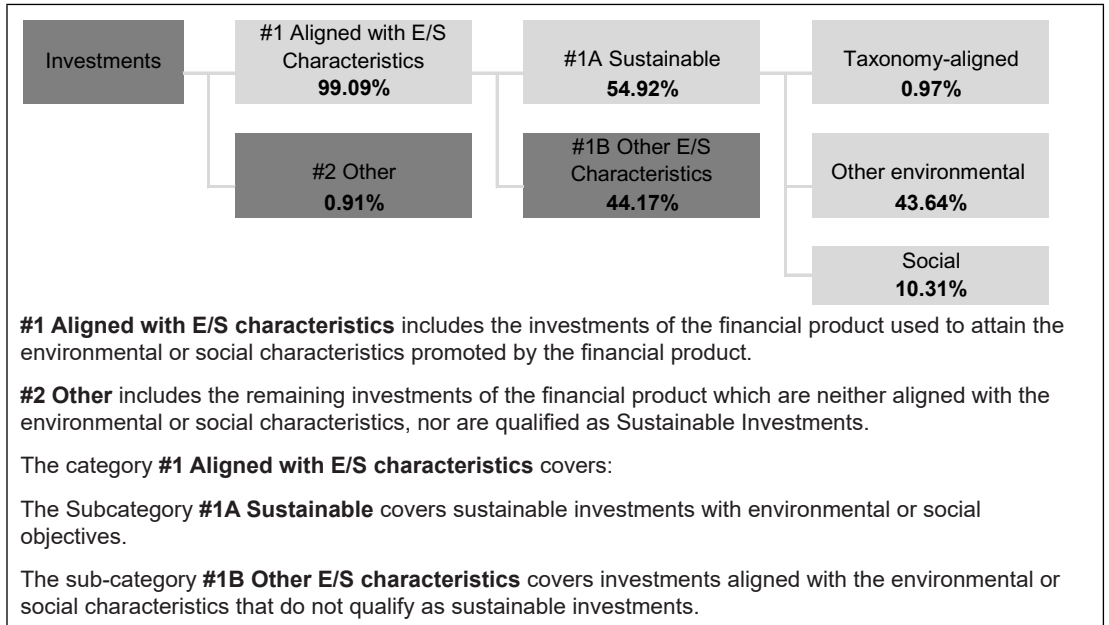 Investments
#1 Aligned with E/S
Characteristics
99.09%
#1A Sustainable
54.92%
Taxonomy-aligned
0.97%
#2 Other
0.91%
#1B Other E/S
Characteristics
44.17%
Other environmental
43.64%
Social
10.31%
#1 Aligned with E/S characteristics includes the investments of the financial product used to attain the
environmental or social characteristics promoted by the financial product.
#2 Other includes the remaining investments of the financial product which are neither aligned with the
environmental or social characteristics, nor are qualified as Sustainable Investments.
The category #1 Aligned with E/S characteristics covers:
The Subcategory #1A Sustainable covers sustainable investments with environmental or social
objectives.
The sub-category #1B Other E/S characteristics covers investments aligned with the environmental or
social characteristics that do not qualify as sustainable investments.